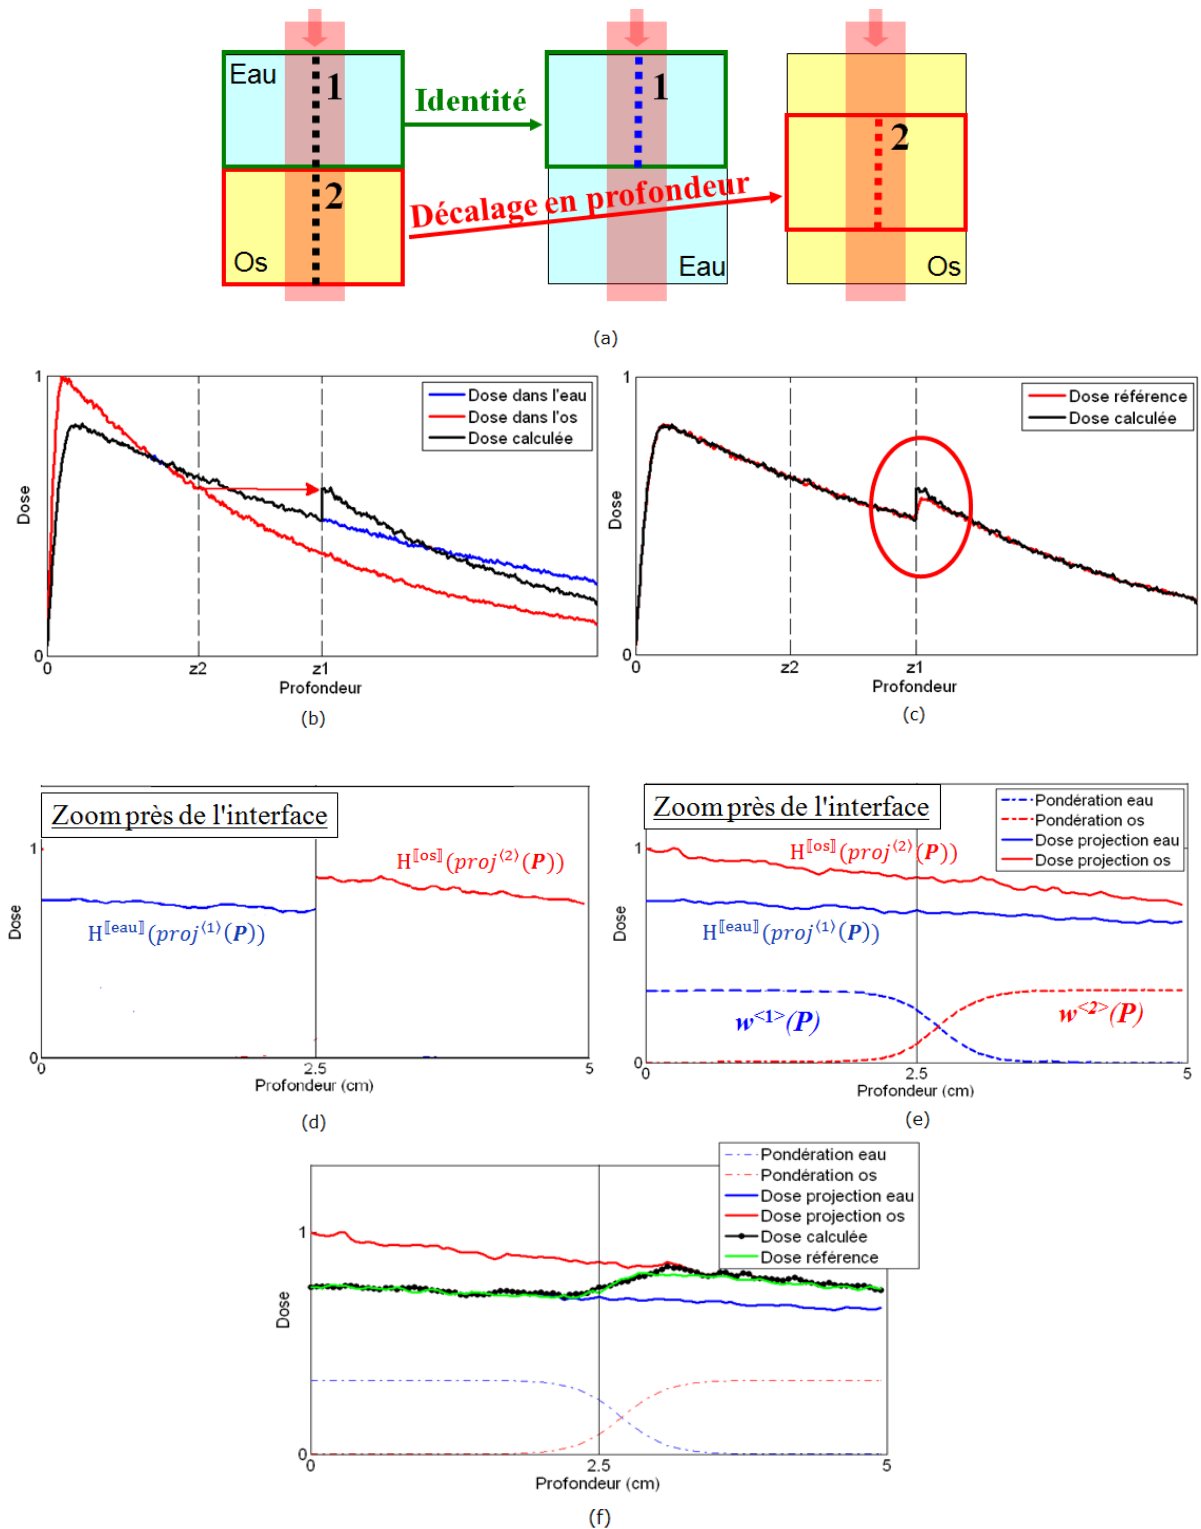 Eau
1
Identité
1
2
Os
Décalage en profondeur
2
Eau
Os
(a)
1
Dose dans l'eau
Dose dans l'os
Dose calculée
Dose
0
0
z2
z1
Profondeur
(b)
1
Dose référence
Dose calculée
Dose
0
0
z2
z1
Profondeur
(c)
Zoom près de l'interface
1
H⟦os⟧(proj⟨2⟩(P))
H⟦eau⟧(proj⟨1⟩(P))
Dose
0
0
2.5
5
Profondeur (cm)
(d)
Zoom près de l'interface
Pondération eau
Pondération os
Dose projection eau
Dose projection os
1
H⟦os⟧(proj⟨2⟩(P))
H⟦eau⟧(proj⟨1⟩(P))
w<1>(P)
w<2>(P)
Dose
0
0
2.5
5
Profondeur (cm)
(e)
Pondération eau
Pondération os
Dose projection eau
Dose projection os
Dose calculée
Dose référence
1
Dose
0
0
2.5
5
Profondeur (cm)
(f)